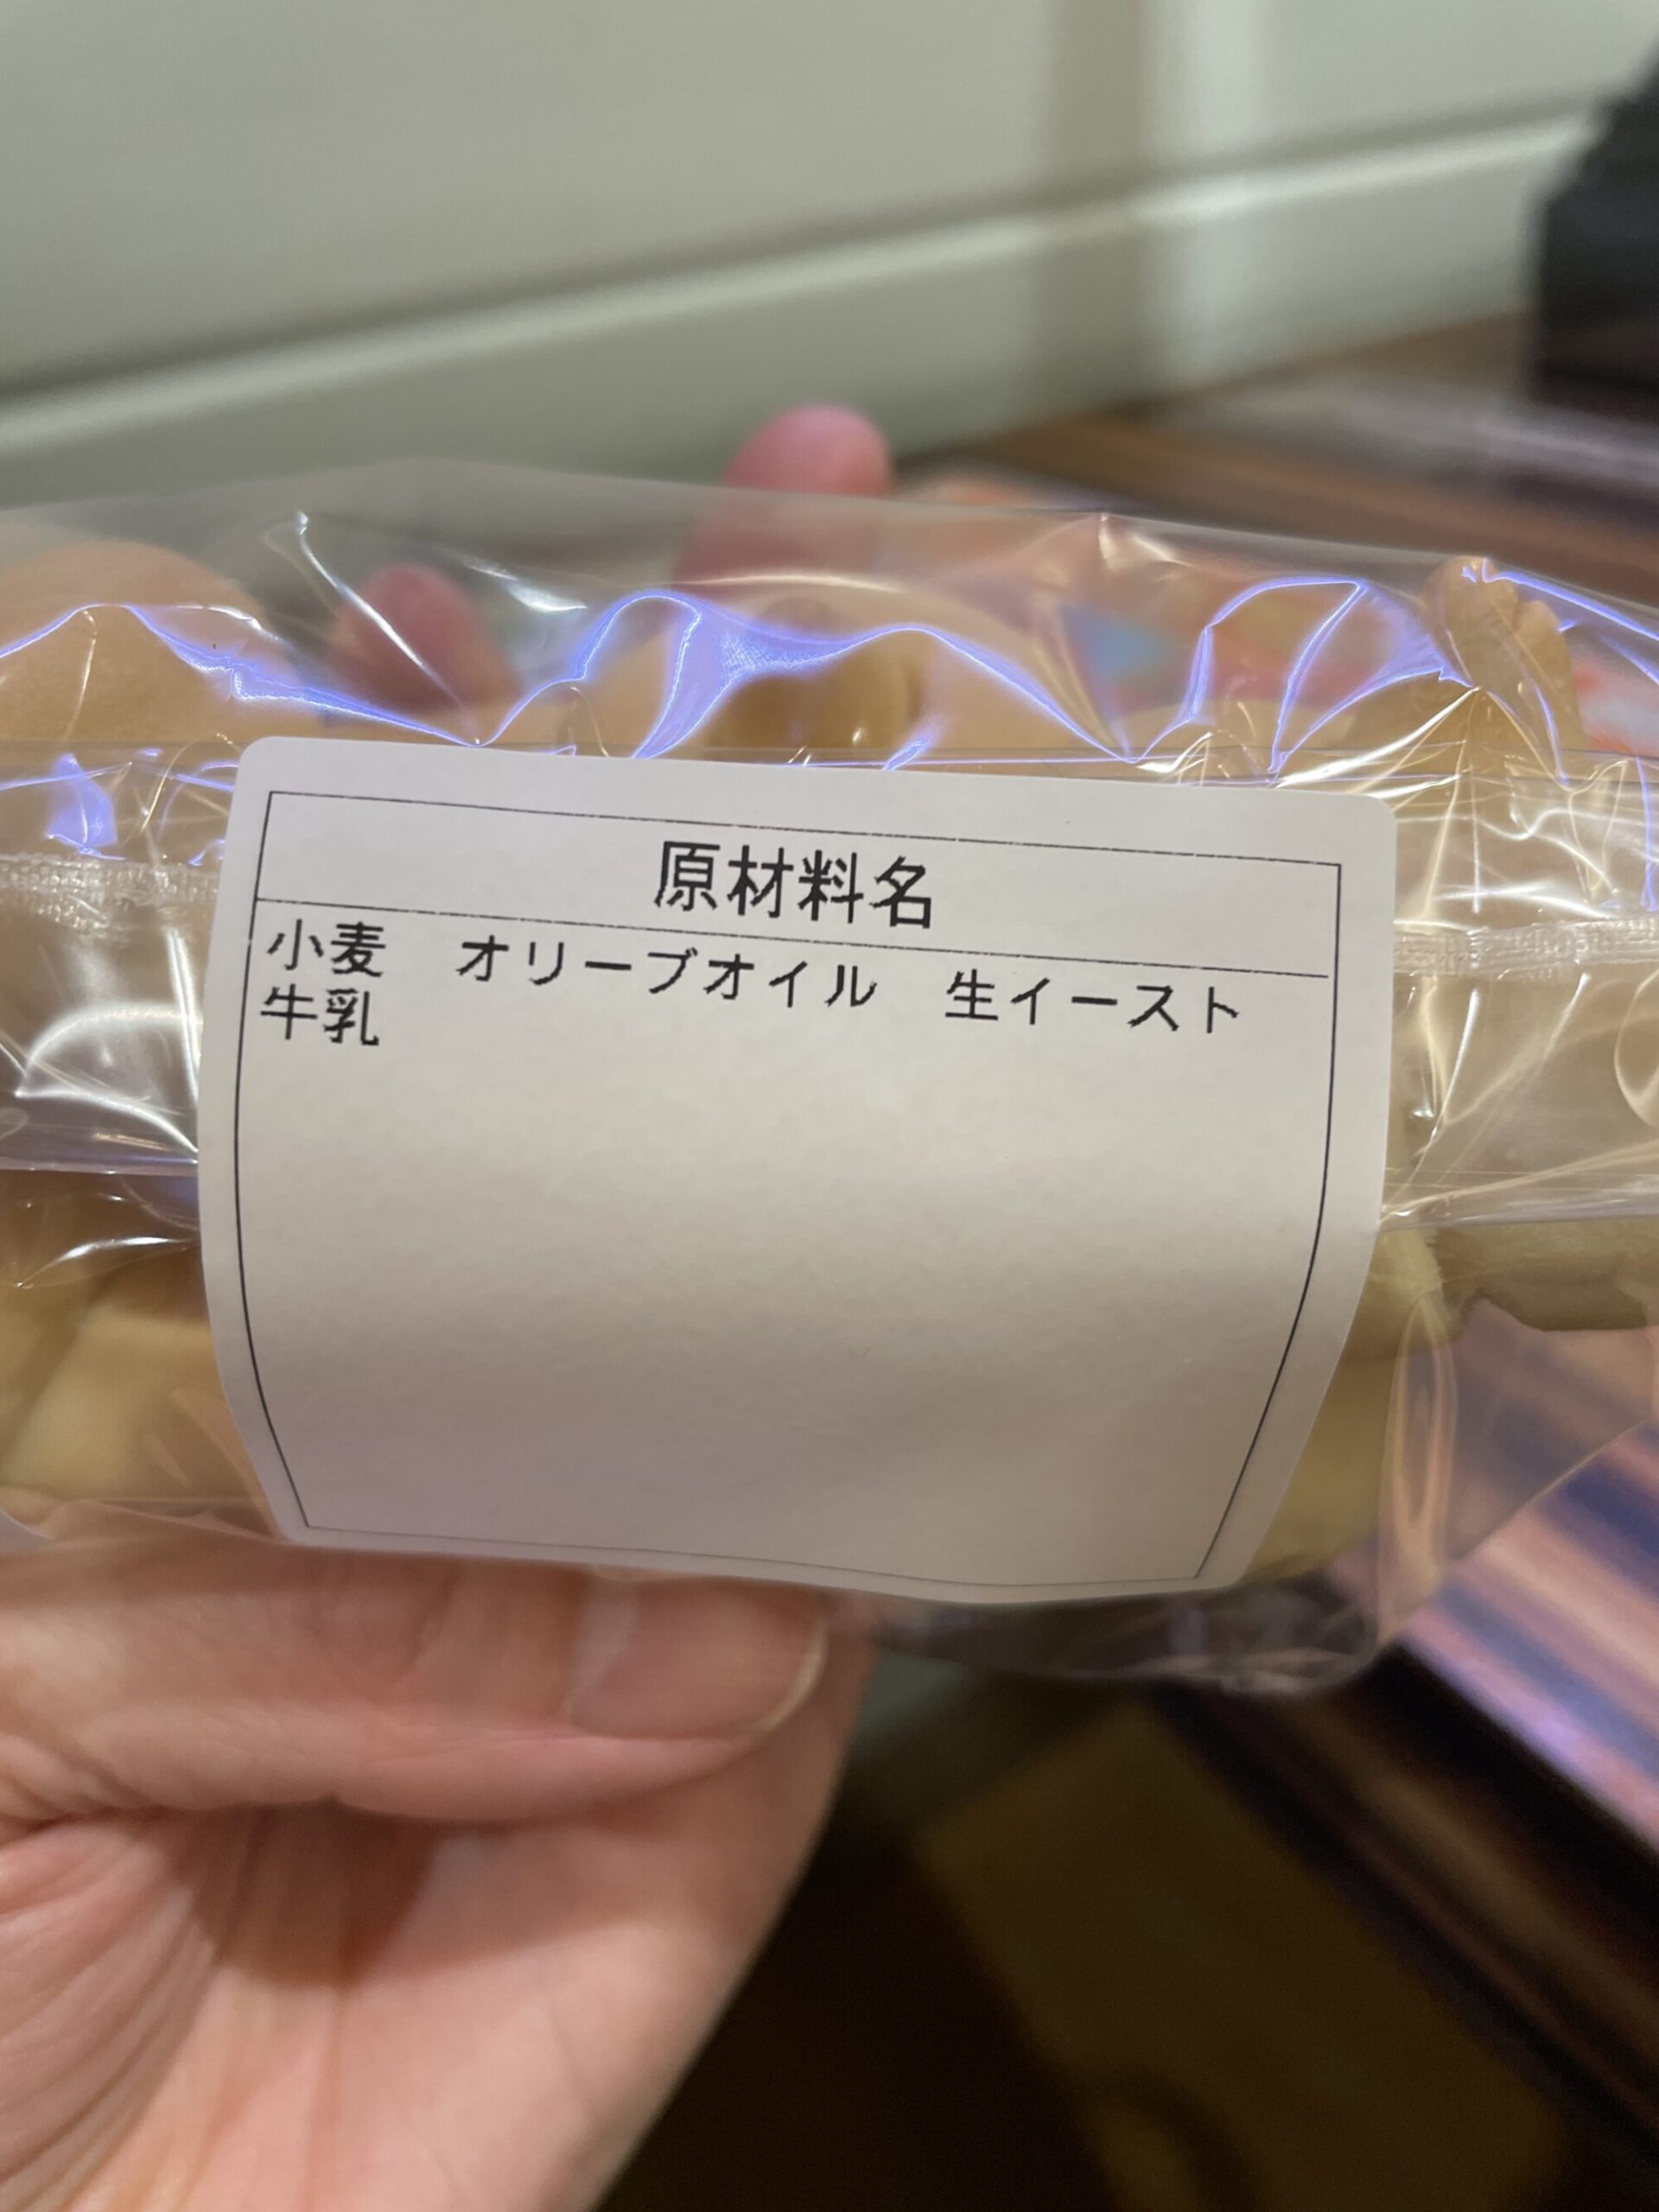 原材料名
小麦　オリーブオイル　生イースト
牛乳